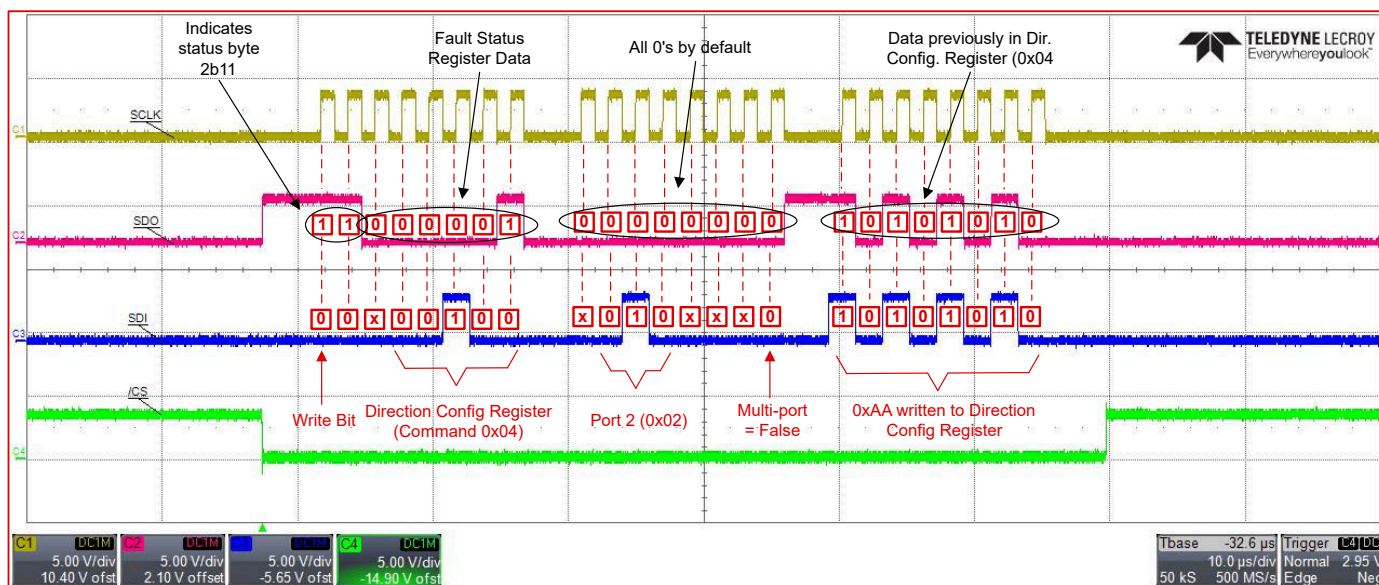 Indicates
status byte
2b11
Fault Status
Register Data
All 0's by default
Data previously in Dir.
Config. Register (0x04
TELEDYNE LECROY
Everywhereyoulook™
SCLK
C1
1 1 0 0 0 0 0 1
0 0 0 0 0 0 0 0
1 0 1 0 1 0 1 0
SDO
C2
SDI
C3
0 0 x 0 0 1 0 0
x 0 1 0 x x x 0
1 0 1 0 1 0 1 0
/CS
Write Bit
Direction Config Register
(Command 0x04)
Port 2 (0x02)
Multi-port
= False
0xAA written to Direction
Config Register
C4
C1 DC1M
5.00 V/div
10.40 V ofst
C2 DC1M
5.00 V/div
2.10 V offset
DC1M
5.00 V/div
-5.65 V ofst
C4 DC1M
5.00 V/div
-14.90 V ofst
Tbase -32.6 µs
10.0 µs/div
50 kS 500 MS/s
Trigger C4 DC
Normal 2.95 V
Edge Neg